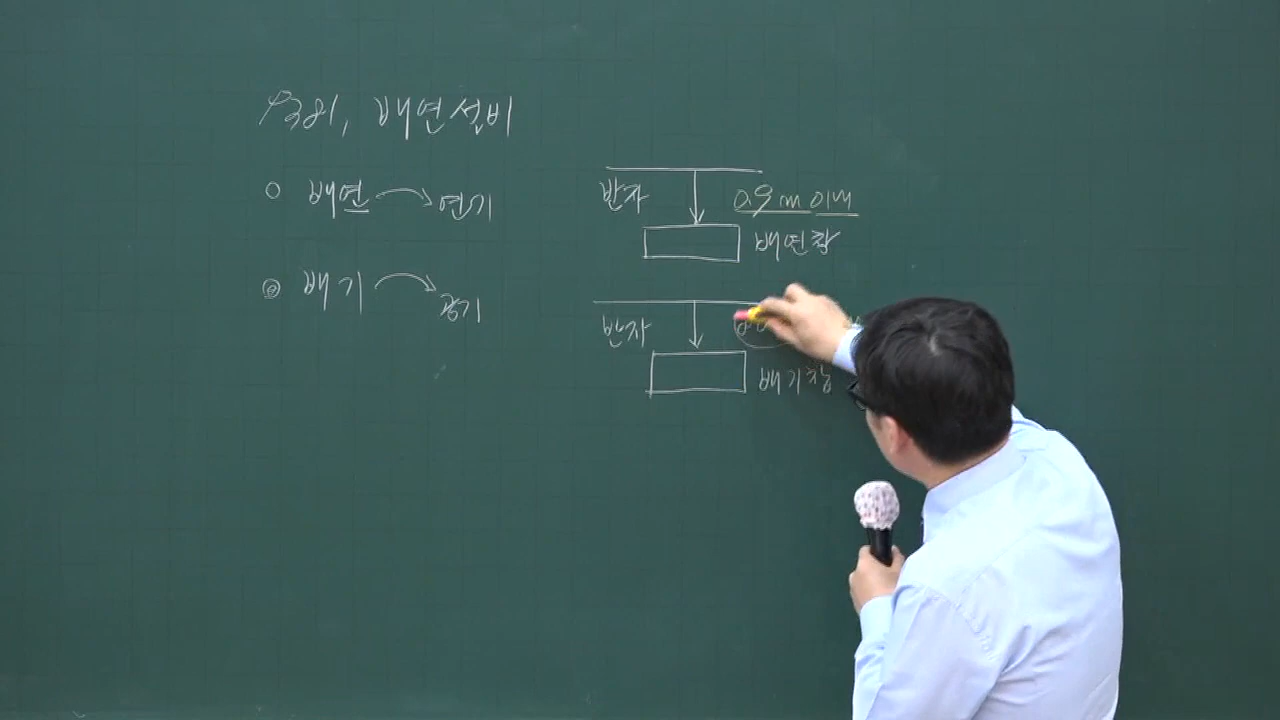 P381, 배연설비
○ 배연 → 연기
◎ 배기 → 공기
반자 0.9m 이내
배연창
반자
배기창